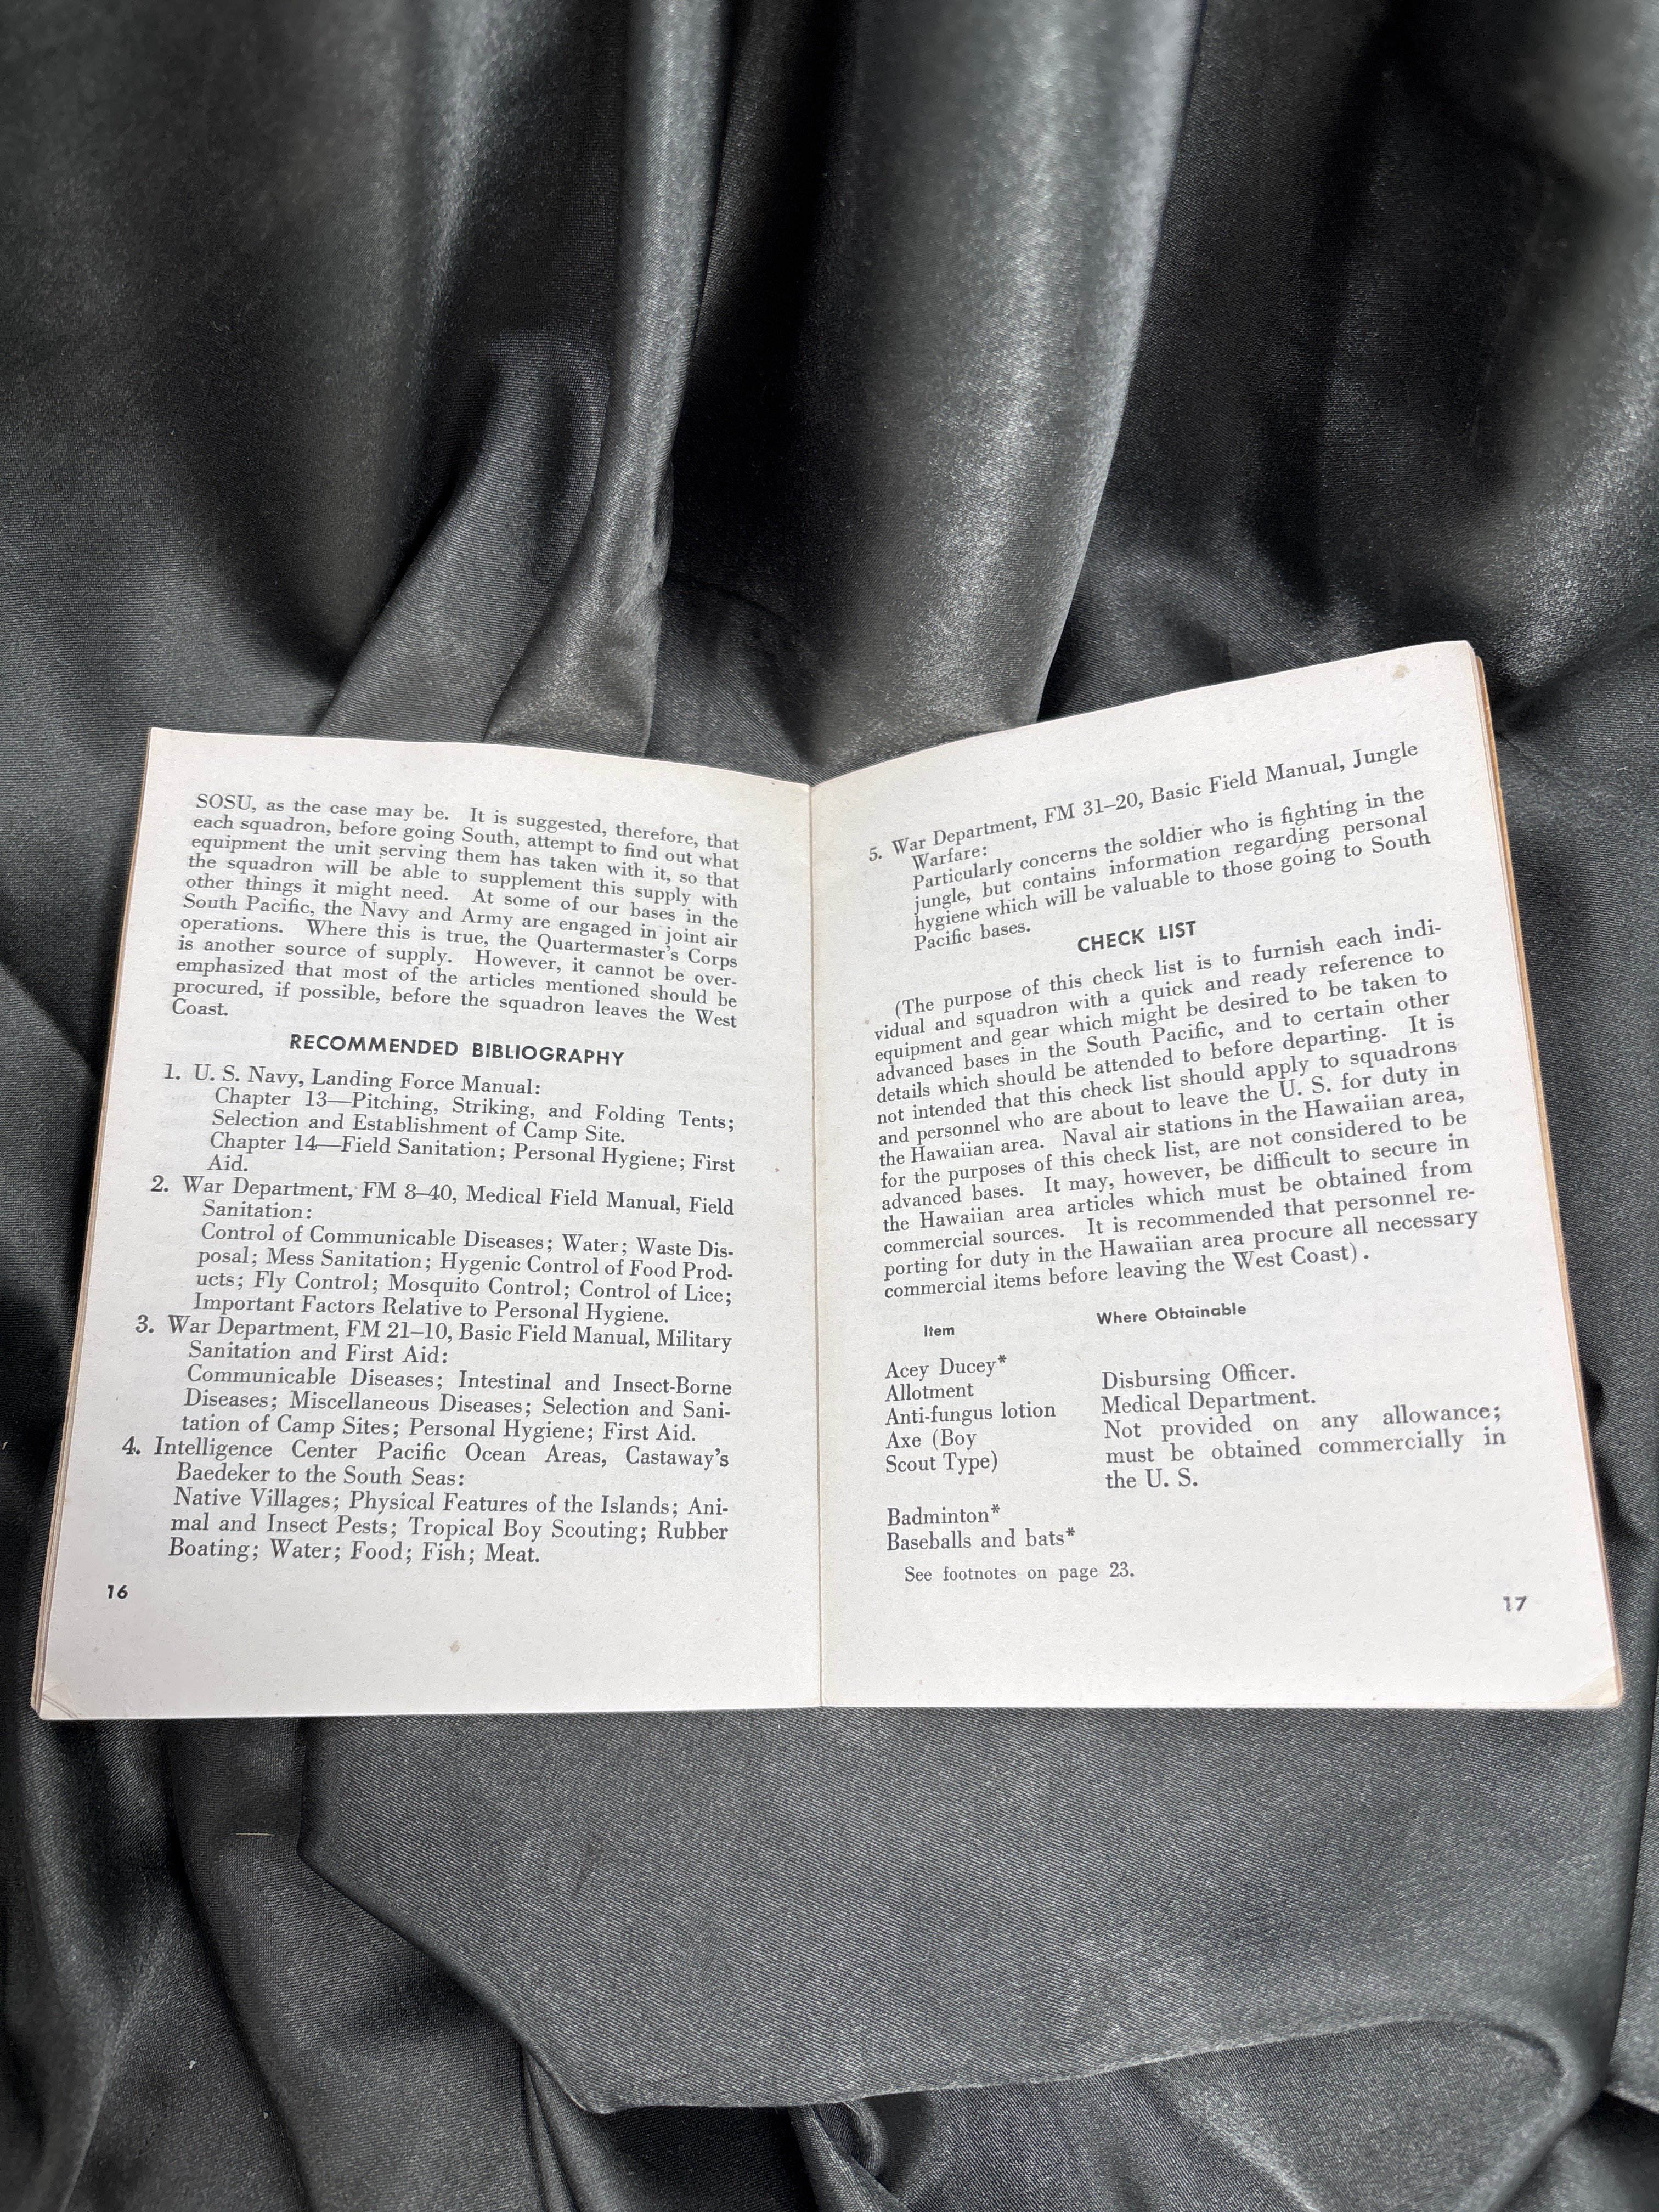 SOSU, as the case may be. It is suggested, therefore, that
each squadron, before going South, attempt to find out what
equipment the unit serving them has taken with it, so that
the squadron will be able to supplement this supply with
other things it might need. At some of our bases in the
South Pacific, the Navy and Army are engaged in joint air
operations. Where this is true, the Quartermaster's Corps
is another source of supply. However, it cannot be over-
emphasized that most of the articles mentioned should be
procured, if possible, before the squadron leaves the West
Coast.
RECOMMENDED BIBLIOGRAPHY
1. U. S. Navy, Landing Force Manual:
Chapter 13—Pitching, Striking, and Folding Tents;
Selection and Establishment of Camp Site.
Chapter 14—Field Sanitation; Personal Hygiene; First
Aid.
2. War Department, FM 8–40, Medical Field Manual, Field
Sanitation:
Control of Communicable Diseases; Water; Waste Dis-
posal; Mess Sanitation; Hygenic Control of Food Prod-
ucts; Fly Control; Mosquito Control; Control of Lice;
Important Factors Relative to Personal Hygiene.
3. War Department, FM 21–10, Basic Field Manual, Military
Sanitation and First Aid:
Communicable Diseases; Intestinal and Insect-Borne
Diseases; Miscellaneous Diseases; Selection and Sani-
tation of Camp Sites; Personal Hygiene; First Aid.
4. Intelligence Center Pacific Ocean Areas, Castaway's
Baedeker to the South Seas:
Native Villages; Physical Features of the Islands; Ani-
mal and Insect Pests; Tropical Boy Scouting; Rubber
Boating; Water; Food; Fish; Meat.
16
5. War Department, FM 31–20, Basic Field Manual, Jungle
Warfare:
Particularly concerns the soldier who is fighting in the
jungle, but contains information regarding personal
hygiene which will be valuable to those going to South
Pacific bases.
CHECK LIST
(The purpose of this check list is to furnish each indi-
vidual and squadron with a quick and ready reference to
equipment and gear which might be desired to be taken to
advanced bases in the South Pacific, and to certain other
details which should be attended to before departing. It is
not intended that this check list should apply to squadrons
and personnel who are about to leave the U. S. for duty in
the Hawaiian area. Naval air stations in the Hawaiian area,
for the purposes of this check list, are not considered to be
advanced bases. It may, however, be difficult to secure in
the Hawaiian area articles which must be obtained from
commercial sources. It is recommended that personnel re-
porting for duty in the Hawaiian area procure all necessary
commercial items before leaving the West Coast).
Item Where Obtainable
Acey Ducey*
Allotment Disbursing Officer.
Anti-fungus lotion Medical Department.
Axe (Boy Not provided on any allowance;
Scout Type) must be obtained commercially in
the U. S.
Badminton*
Baseballs and bats*
See footnotes on page 23.
17